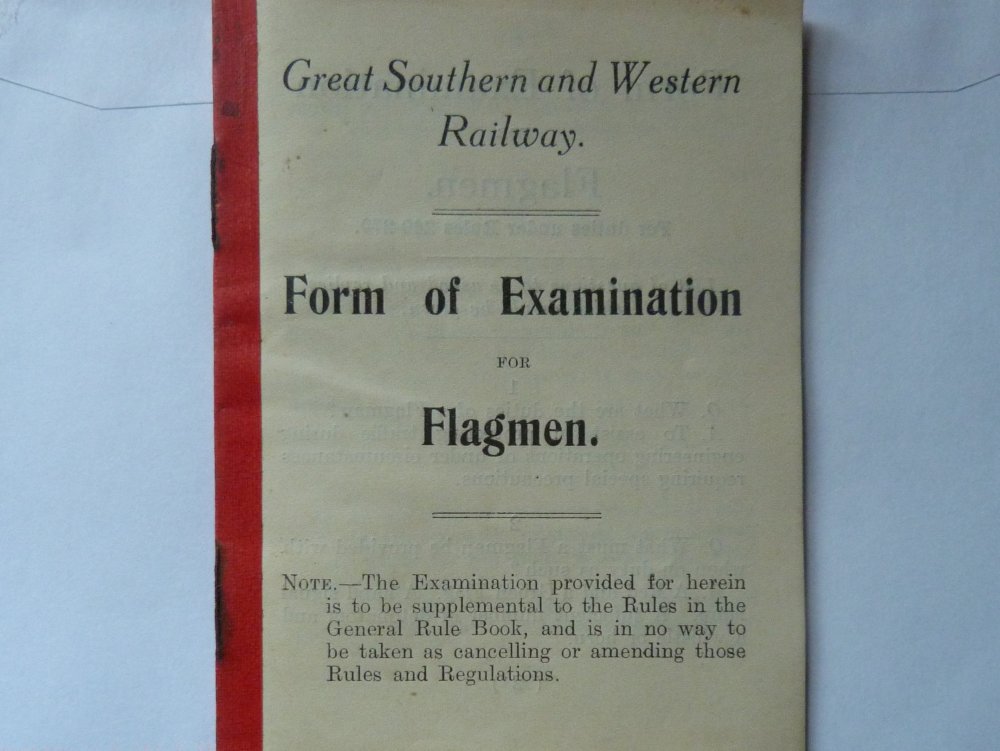 Great Southern and Western
Railway.
Form of Examination
FOR
Flagmen.
NOTE.—The Examination provided for herein
is to be supplemental to the Rules in the
General Rule Book, and is in no way to
be taken as cancelling or amending those
Rules and Regulations.